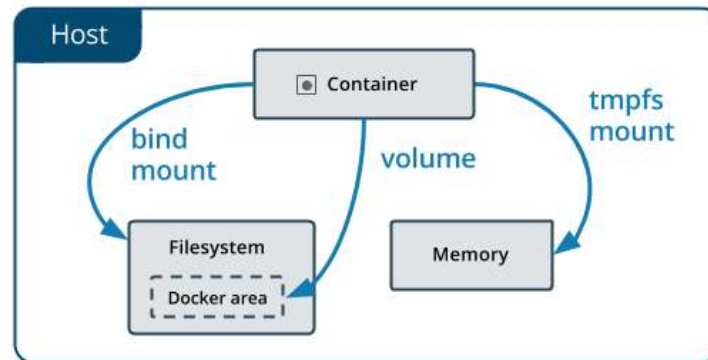 Host
Container
bind
mount
volume
tmpfs
mount
Filesystem
Docker area
Memory